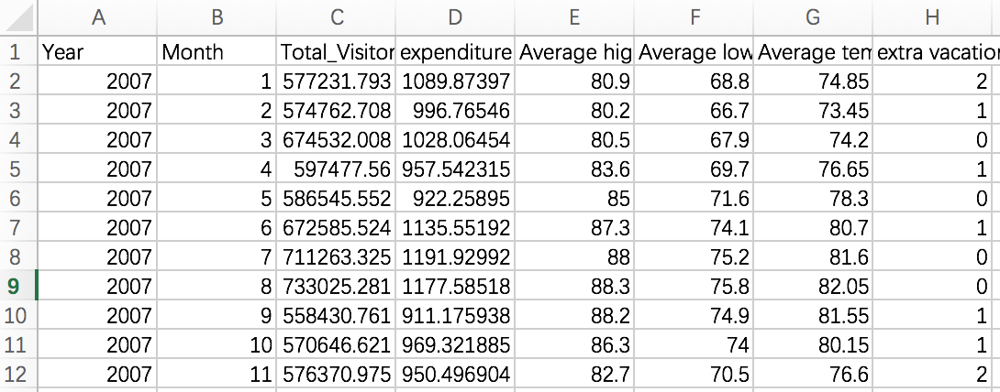 A B C D E F G H
1 Year Month Total_Visitor expenditure Average hig Average low Average tem extra vacatio
2 2007 1 577231.793 1089.87397 80.9 68.8 74.85 2
3 2007 2 574762.708 996.76546 80.2 66.7 73.45 1
4 2007 3 674532.008 1028.06454 80.5 67.9 74.2 0
5 2007 4 597477.56 957.542315 83.6 69.7 76.65 1
6 2007 5 586545.552 922.25895 85 71.6 78.3 0
7 2007 6 672585.524 1135.55192 87.3 74.1 80.7 1
8 2007 7 711263.325 1191.92992 88 75.2 81.6 0
9 2007 8 733025.281 1177.58518 88.3 75.8 82.05 0
10 2007 9 558430.761 911.175938 88.2 74.9 81.55 1
11 2007 10 570646.621 969.321885 86.3 74 80.15 1
12 2007 11 576370.975 950.496904 82.7 70.5 76.6 2